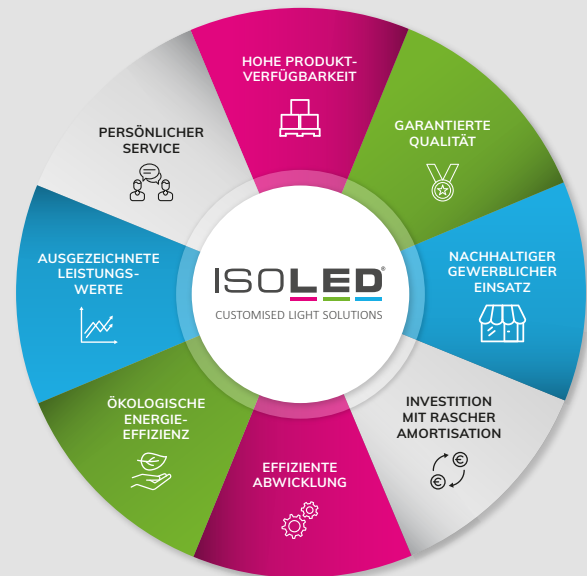 HOHE PRODUKT-
VERFÜGBARKEIT
GARANTIERTE
QUALITÄT
NACHHALTIGER
GEWERBLICHER
EINSATZ
INVESTITION
MIT RASCHER
AMORTISATION
EFFIZIENTE
ABWICKLUNG
ÖKOLOGISCHE
ENERGIE-
EFFIZIENZ
AUSGEZEICHNETE
LEISTUNGS-
WERTE
PERSÖNLICHER
SERVICE
ISOLED®
CUSTOMISED LIGHT SOLUTIONS